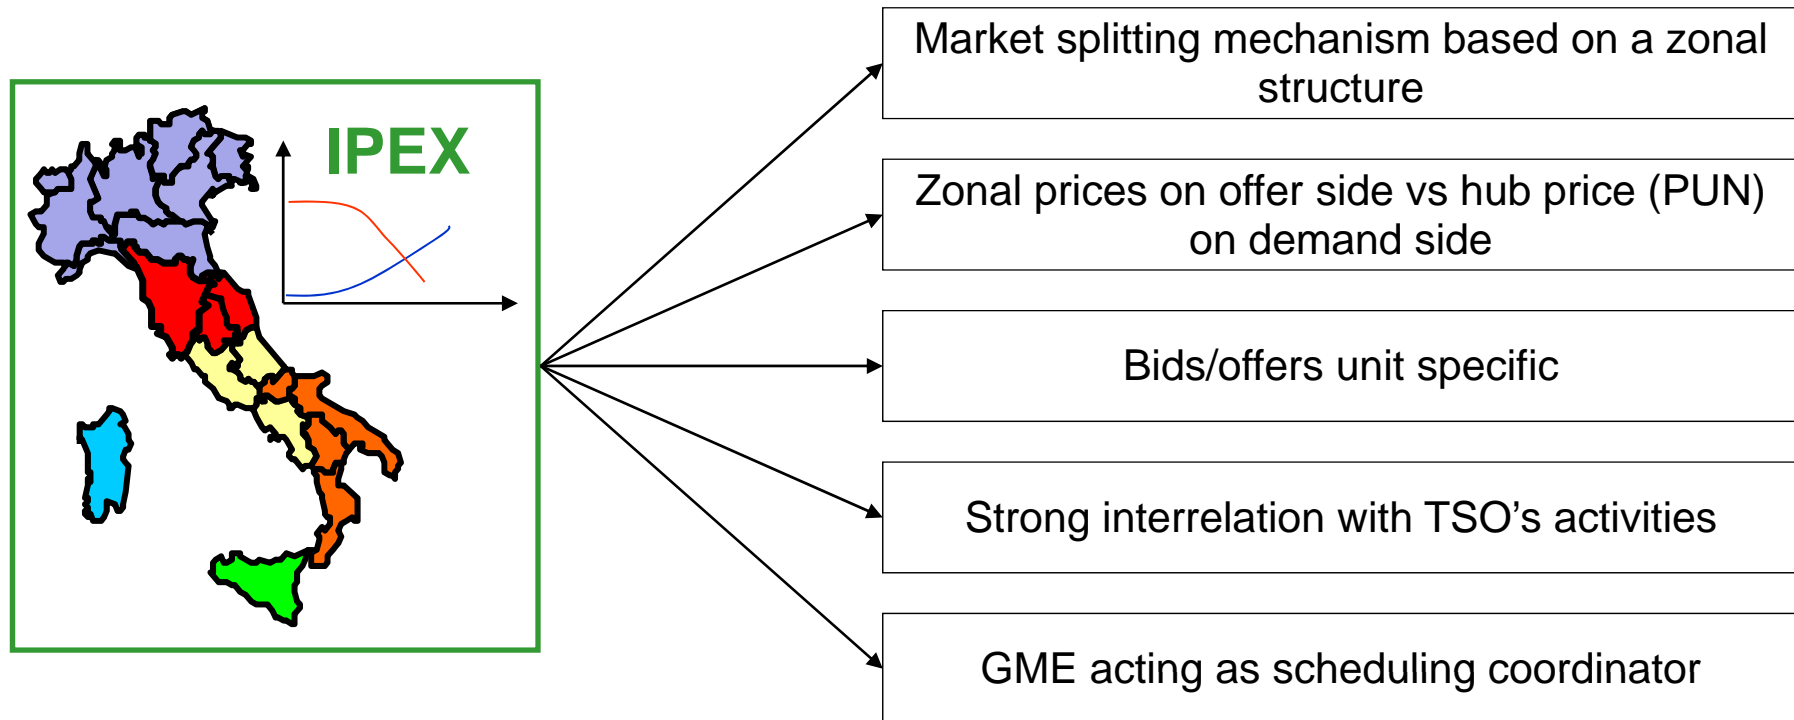 IPEX
Market splitting mechanism based on a zonal
structure
Zonal prices on offer side vs hub price (PUN)
on demand side
Bids/offers unit specific
Strong interrelation with TSO’s activities
GME acting as scheduling coordinator